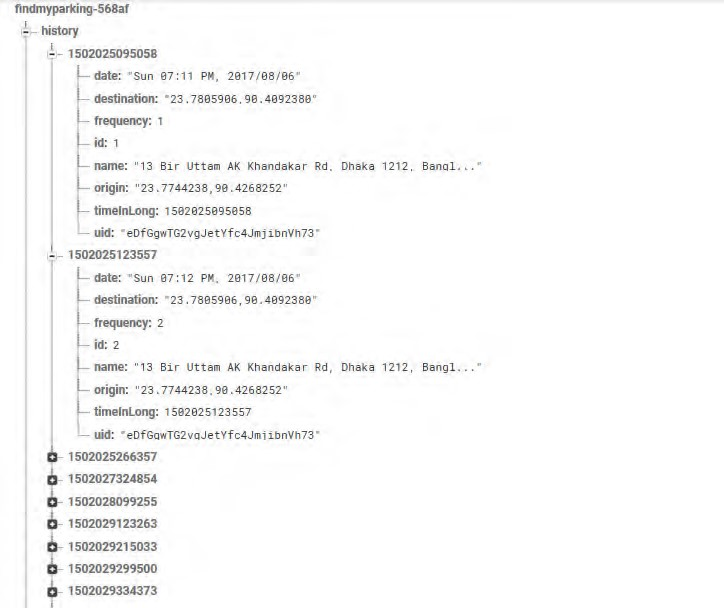 findmyparking-568af
history
1502025095058
date: "Sun 07:11 PM, 2017/08/06"
destination: "23.7805906,90.4092380"
frequency: 1
id: 1
name: "13 Bir Uttam AK Khandakar Rd, Dhaka 1212, Bangl..."
origin: "23.7744238,90.4268252"
timeInLong: 1502025095058
uid: "eDfGgwTG2vgJetYfc4JmjibnVh73"
1502025123557
date: "Sun 07:12 PM, 2017/08/06"
destination: "23.7805906,90.4092380"
frequency: 2
id: 2
name: "13 Bir Uttam AK Khandakar Rd, Dhaka 1212, Bangl..."
origin: "23.7744238,90.4268252"
timeInLong: 1502025123557
uid: "eDfGgwTG2vgJetYfc4JmjibnVh73"
1502025266357
1502027324854
1502028099255
1502029123263
1502029215033
1502029299500
1502029334373